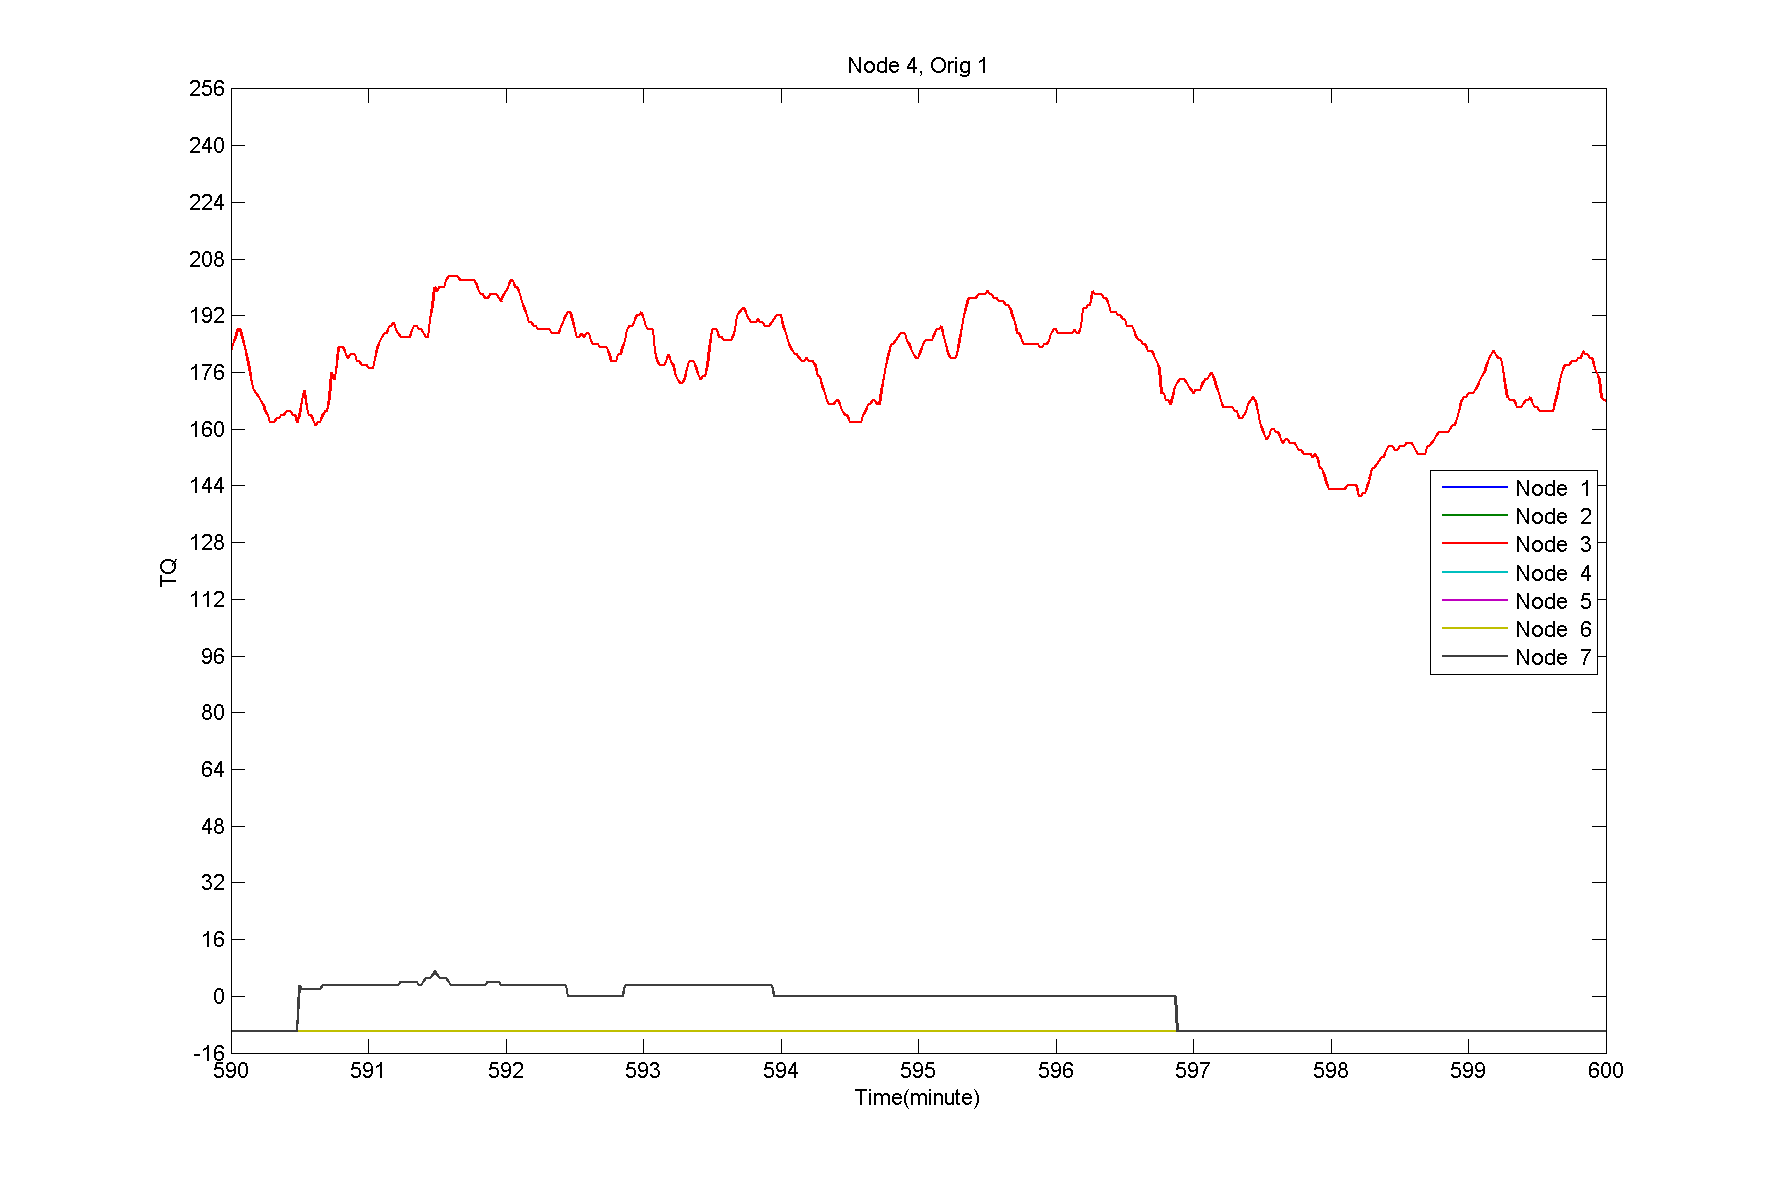 Node 4, Orig 1
256
240
224
208
192
176
160
144
128
112
96
80
64
48
32
16
0
-16
TQ
Node 1
Node 2
Node 3
Node 4
Node 5
Node 6
Node 7
590 591 592 593 594 595 596 597 598 599 600
Time(minute)